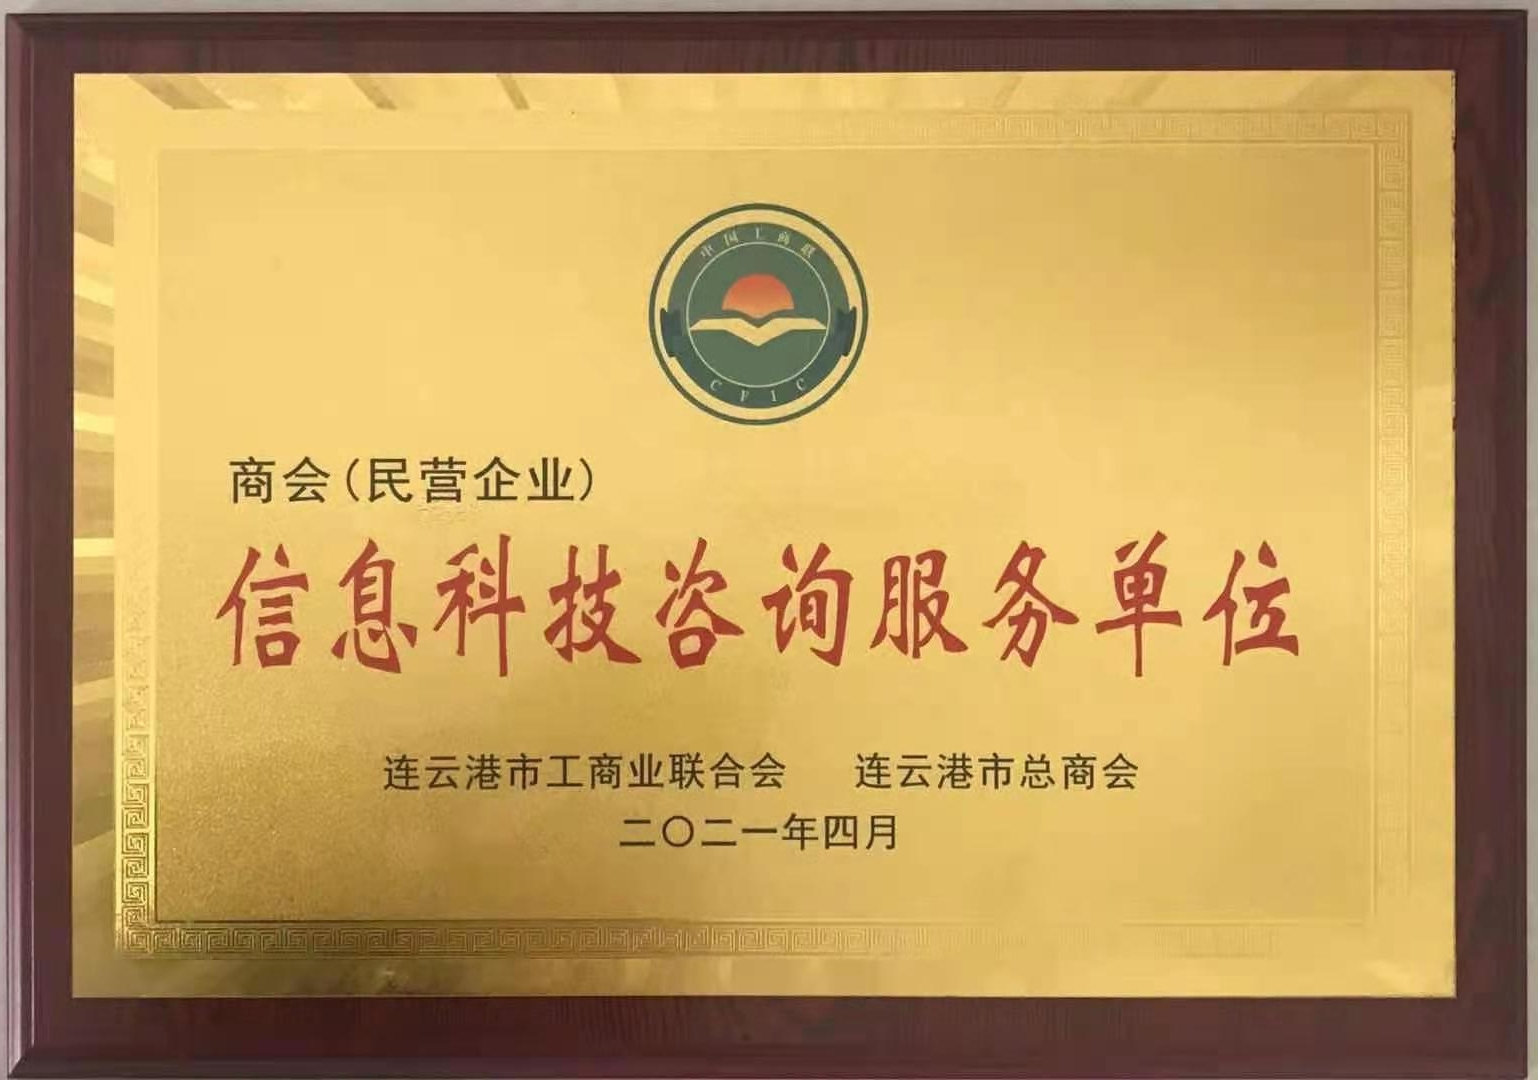 中国工商联
CFIC
商会(民营企业)
信息科技咨询服务单位
连云港市工商业联合会 连云港市总商会
二〇二一年四月